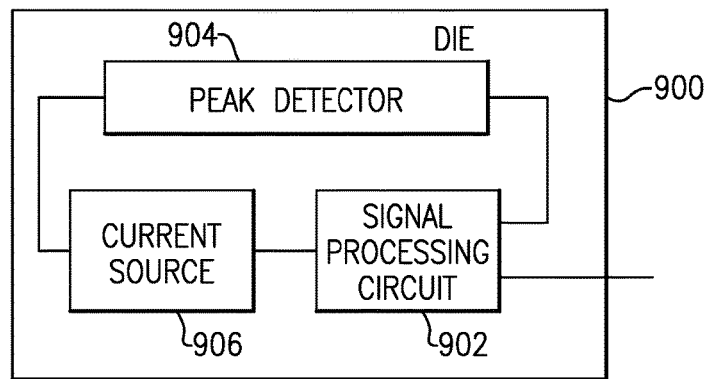 904
DIE
PEAK DETECTOR
900
CURRENT
SOURCE
SIGNAL
PROCESSING
CIRCUIT
906
902